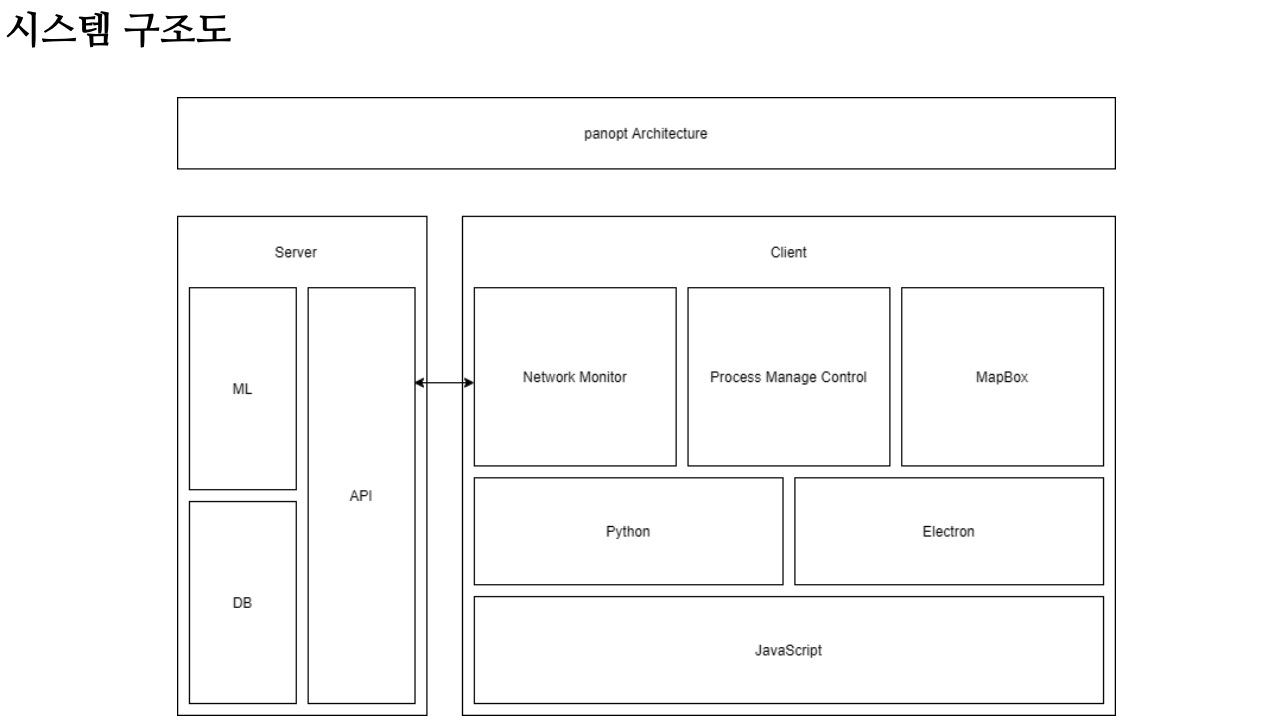 시스템 구조도
panopt Architecture
Server
ML
API
DB
Client
Network Monitor
Process Manage Control
MapBox
Python
Electron
JavaScript